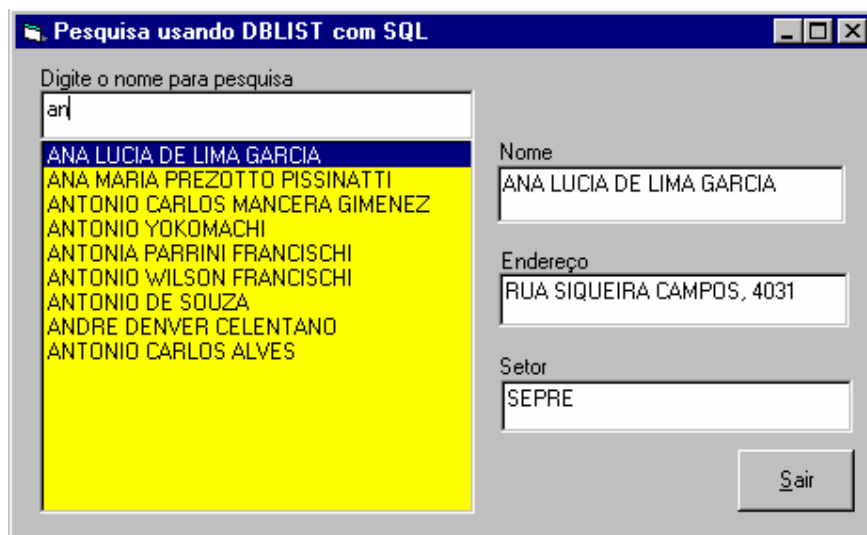 Pesquisa usando DBLIST com SQL
Digite o nome para pesquisa
an
ANA LUCIA DE LIMA GARCIA
ANA MARIA PREZOTTO PISSINATTI
ANTONIO CARLOS MANCERA GIMENEZ
ANTONIO YOKOMACHI
ANTONIA PARRINI FRANCISCHI
ANTONIO WILSON FRANCISCHI
ANTONIO DE SOUZA
ANDRE DENVER CELENTANO
ANTONIO CARLOS ALVES
Nome
ANA LUCIA DE LIMA GARCIA
Endereço
RUA SIQUEIRA CAMPOS, 4031
Setor
SEPRE
Sair